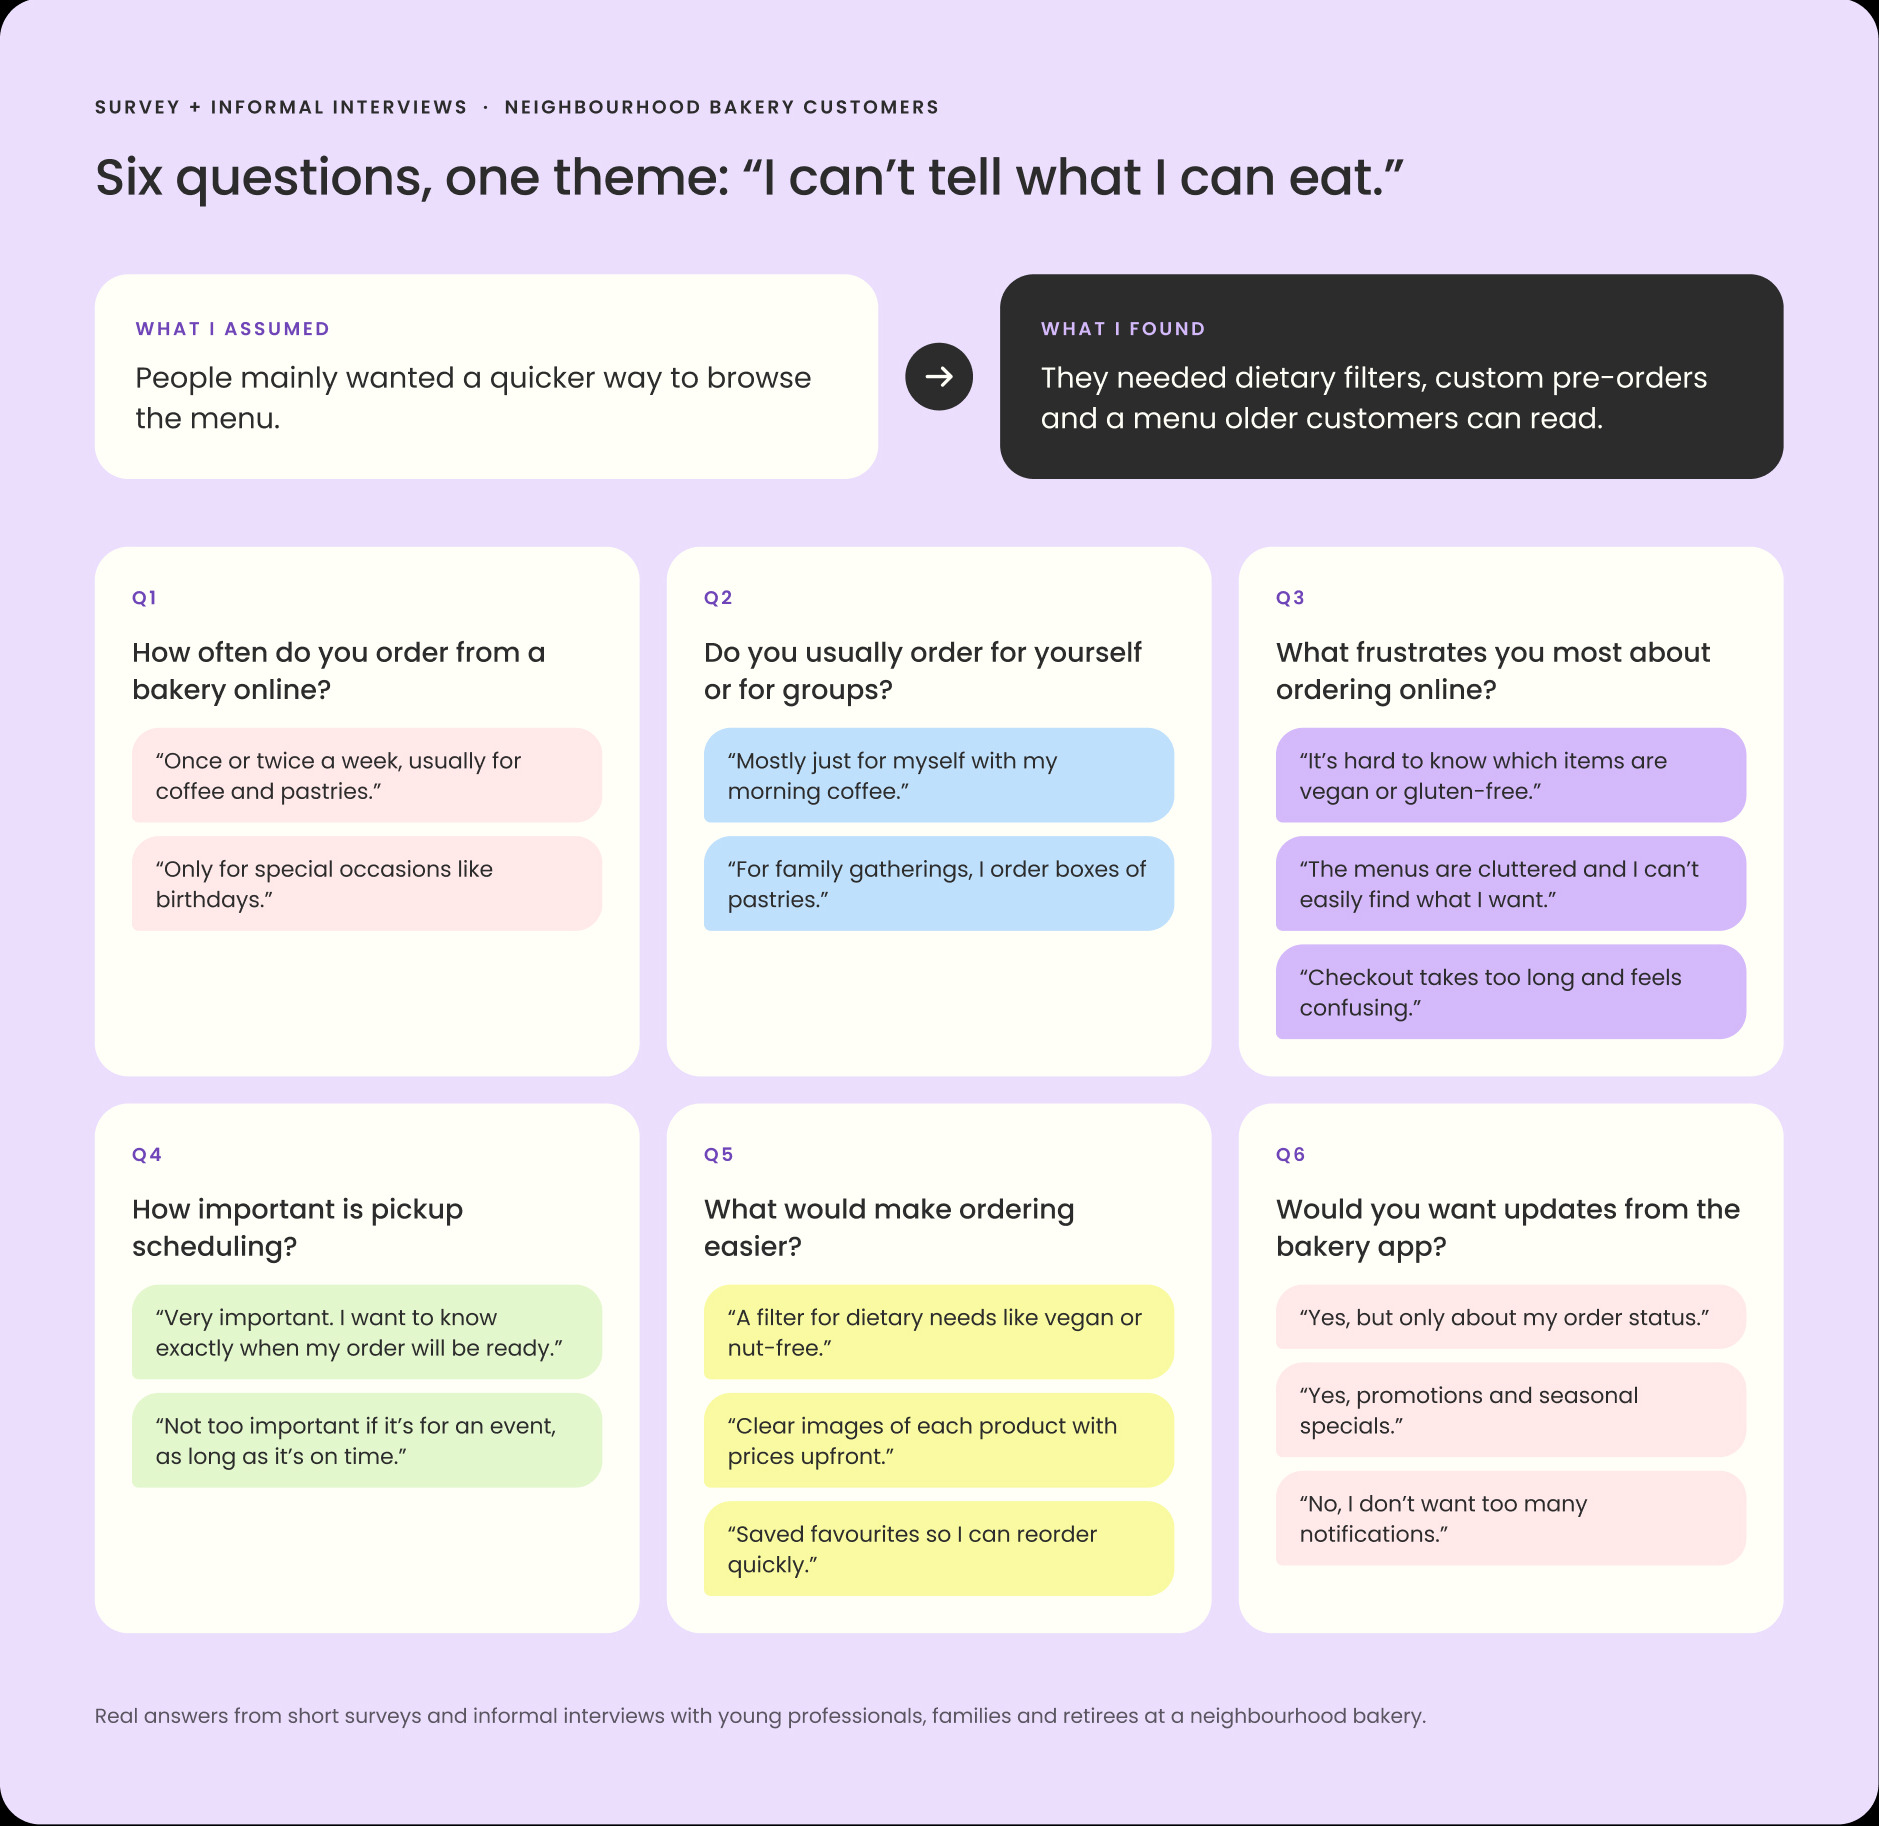 SURVEY + INFORMAL INTERVIEWS · NEIGHBOURHOOD BAKERY CUSTOMERS
Six questions, one theme: “I can’t tell what I can eat.”
WHAT I ASSUMED
People mainly wanted a quicker way to browse
the menu.
WHAT I FOUND
They needed dietary filters, custom pre-orders
and a menu older customers can read.
Q1
How often do you order from a
bakery online?
“Once or twice a week, usually for
coffee and pastries.”
“Only for special occasions like
birthdays.”
Q2
Do you usually order for yourself
or for groups?
“Mostly just for myself with my
morning coffee.”
“For family gatherings, I order boxes of
pastries.”
Q3
What frustrates you most about
ordering online?
“It’s hard to know which items are
vegan or gluten-free.”
“The menus are cluttered and I can’t
easily find what I want.”
“Checkout takes too long and feels
confusing.”
Q4
How important is pickup
scheduling?
“Very important. I want to know
exactly when my order will be ready.”
“Not too important if it’s for an event,
as long as it’s on time.”
Q5
What would make ordering
easier?
“A filter for dietary needs like vegan or
nut-free.”
“Clear images of each product with
prices upfront.”
“Saved favourites so I can reorder
quickly.”
Q6
Would you want updates from the
bakery app?
“Yes, but only about my order status.”
“Yes, promotions and seasonal
specials.”
“No, I don’t want too many
notifications.”
Real answers from short surveys and informal interviews with young professionals, families and retirees at a neighbourhood bakery.